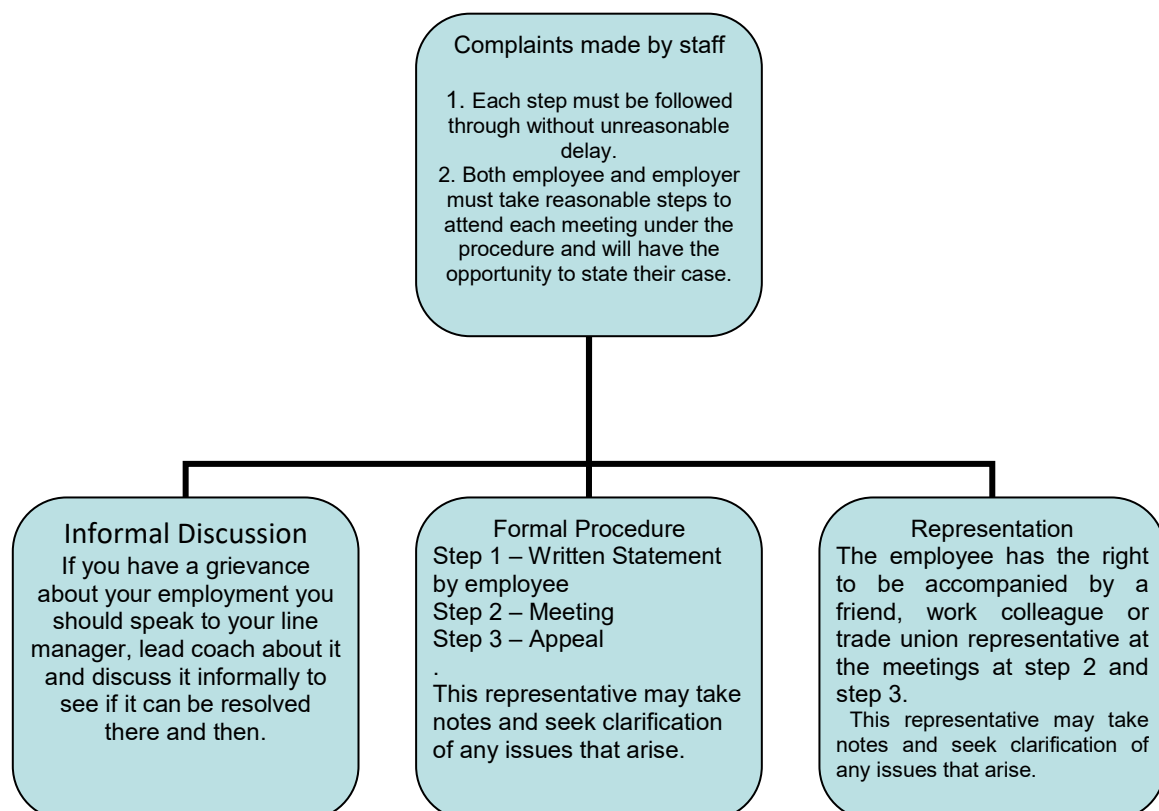 Complaints made by staff
1. Each step must be followed
through without unreasonable
delay.
2. Both employee and employer
must take reasonable steps to
attend each meeting under the
procedure and will have the
opportunity to state their case.
Informal Discussion
If you have a grievance
about your employment you
should speak to your line
manager, lead coach about it
and discuss it informally to
see if it can be resolved
there and then.
Formal Procedure
Step 1 – Written Statement
by employee
Step 2 – Meeting
Step 3 – Appeal
.
This representative may take
notes and seek clarification
of any issues that arise.
Representation
The employee has the right
to be accompanied by a
friend, work colleague or
trade union representative at
the meetings at step 2 and
step 3.
This representative may take
notes and seek clarification of
any issues that arise.